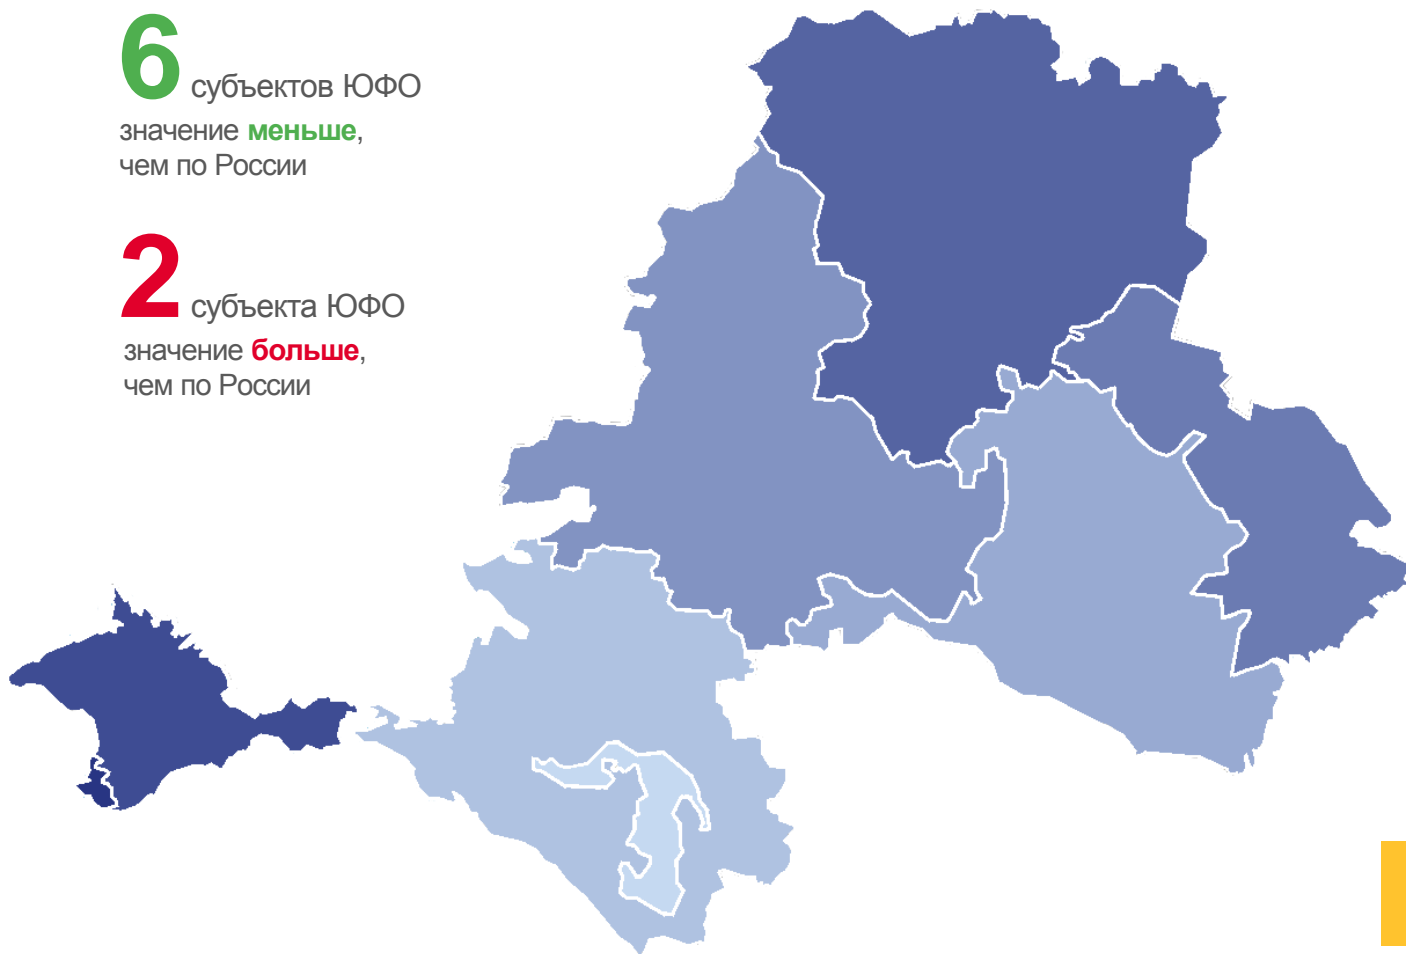 6 субъектов ЮФО
значение меньше,
чем по России
2 субъекта ЮФО
значение больше,
чем по России